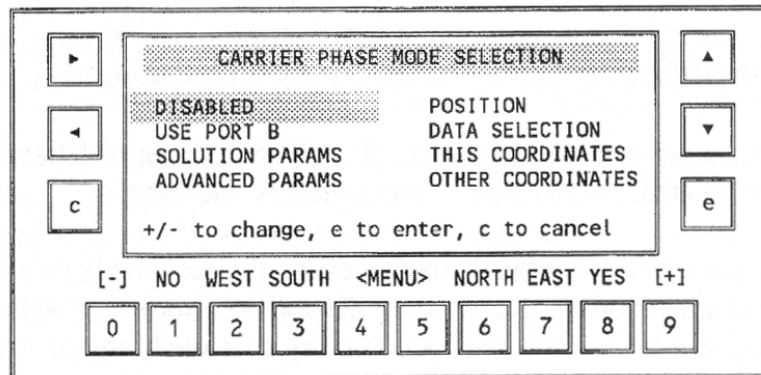 CARRIER PHASE MODE SELECTION
DISABLED POSITION
USE PORT B DATA SELECTION
SOLUTION PARAMS THIS COORDINATES
ADVANCED PARAMS OTHER COORDINATES
c
e
+/- to change, e to enter, c to cancel
[-] NO WEST SOUTH <MENU> NORTH EAST YES [+]
0 1 2 3 4 5 6 7 8 9